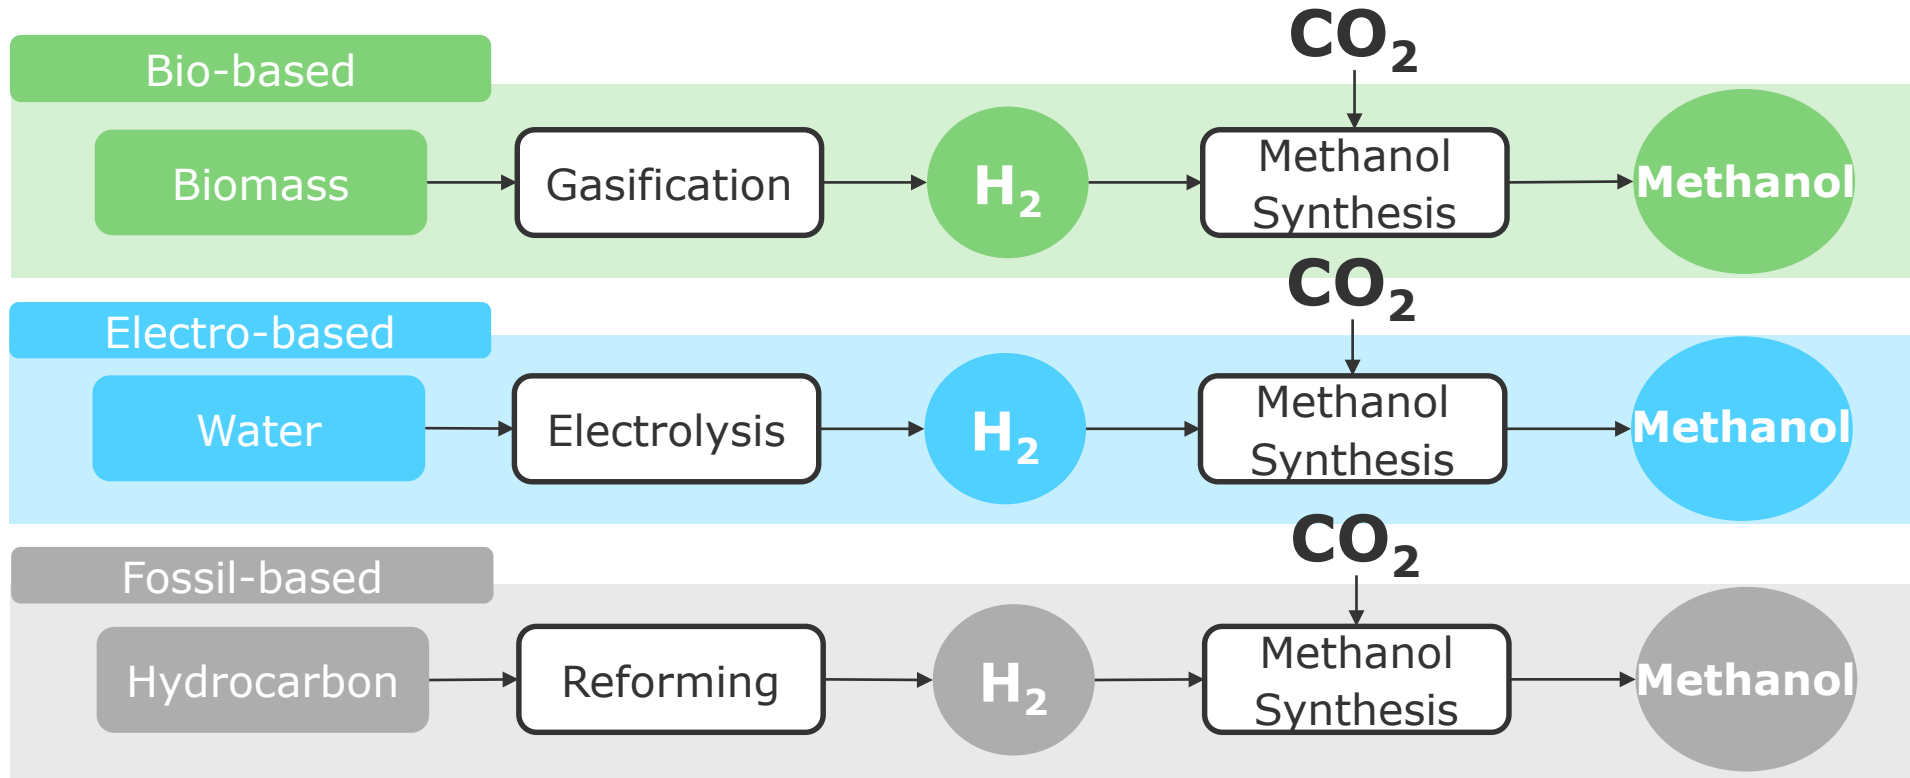 CO₂
Bio-based
Biomass
Gasification
H₂
Methanol
Synthesis
Methanol
CO₂
Electro-based
Water
Electrolysis
H₂
Methanol
Synthesis
Methanol
CO₂
Fossil-based
Hydrocarbon
Reforming
H₂
Methanol
Synthesis
Methanol